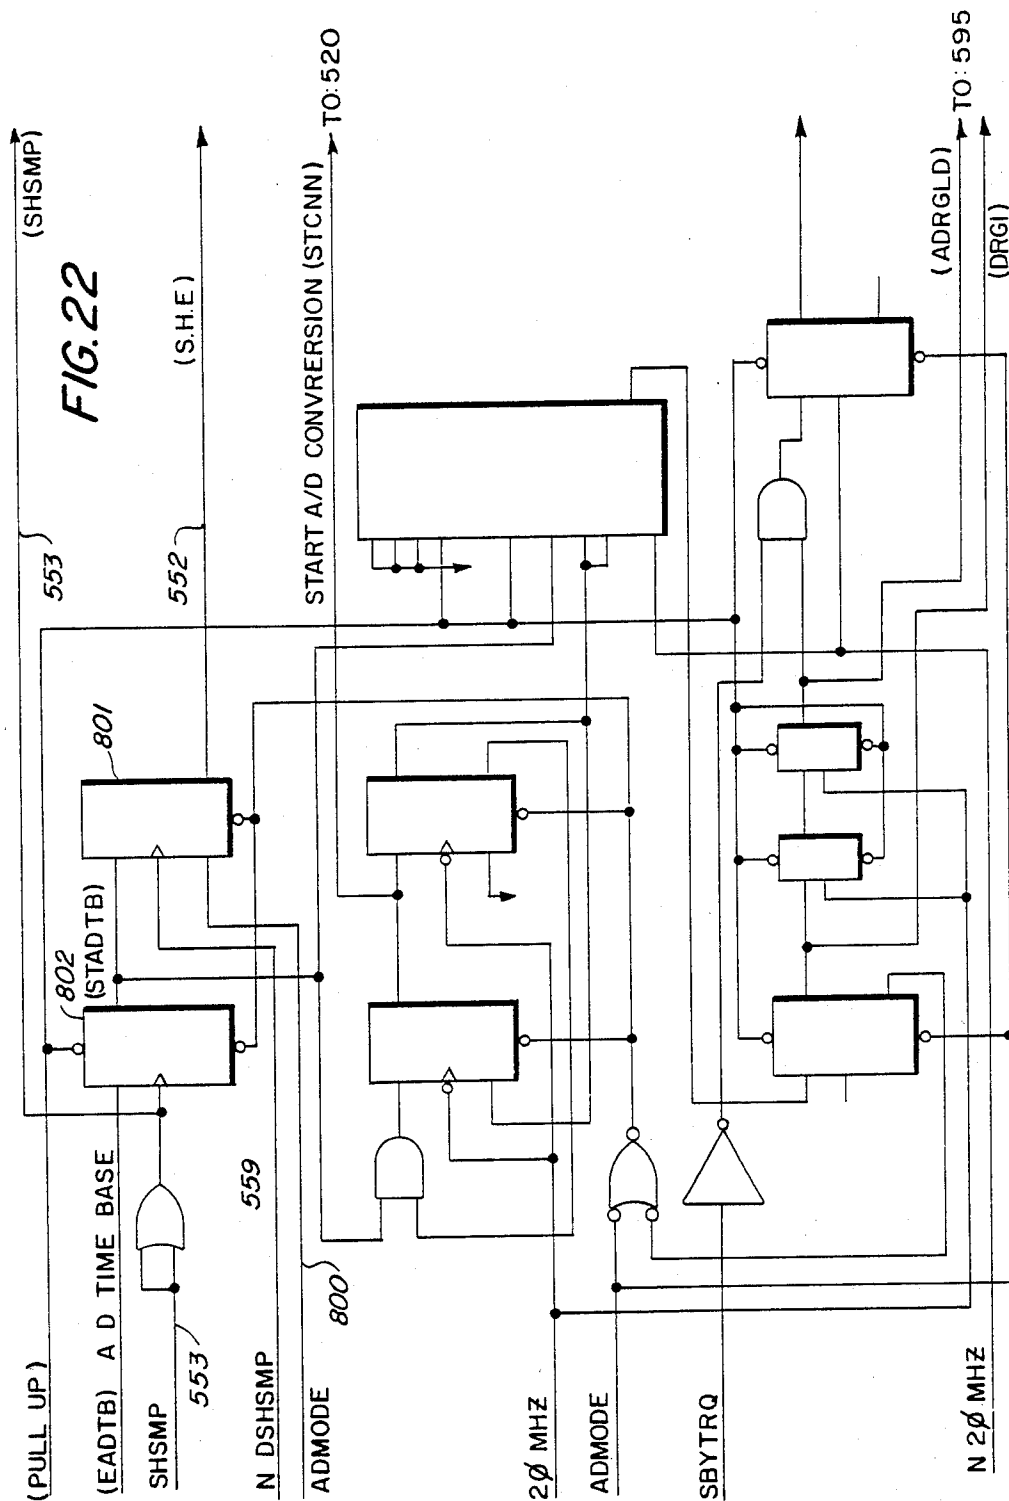 FIG.22
(SHSMP)
553
(S.H.E)
552
START A/D CONVRERSION (STCNN)
TO:520
801
802
(STADTB)
(PULL UP)
(EADTB) A D TIME BASE
SHSMP
553
N DSHSMP
559
ADMODE
800
2Ø MHZ
ADMODE
SBYTRQ
N 2Ø MHZ
(ADRGLD)
TO:595
(DRGI)